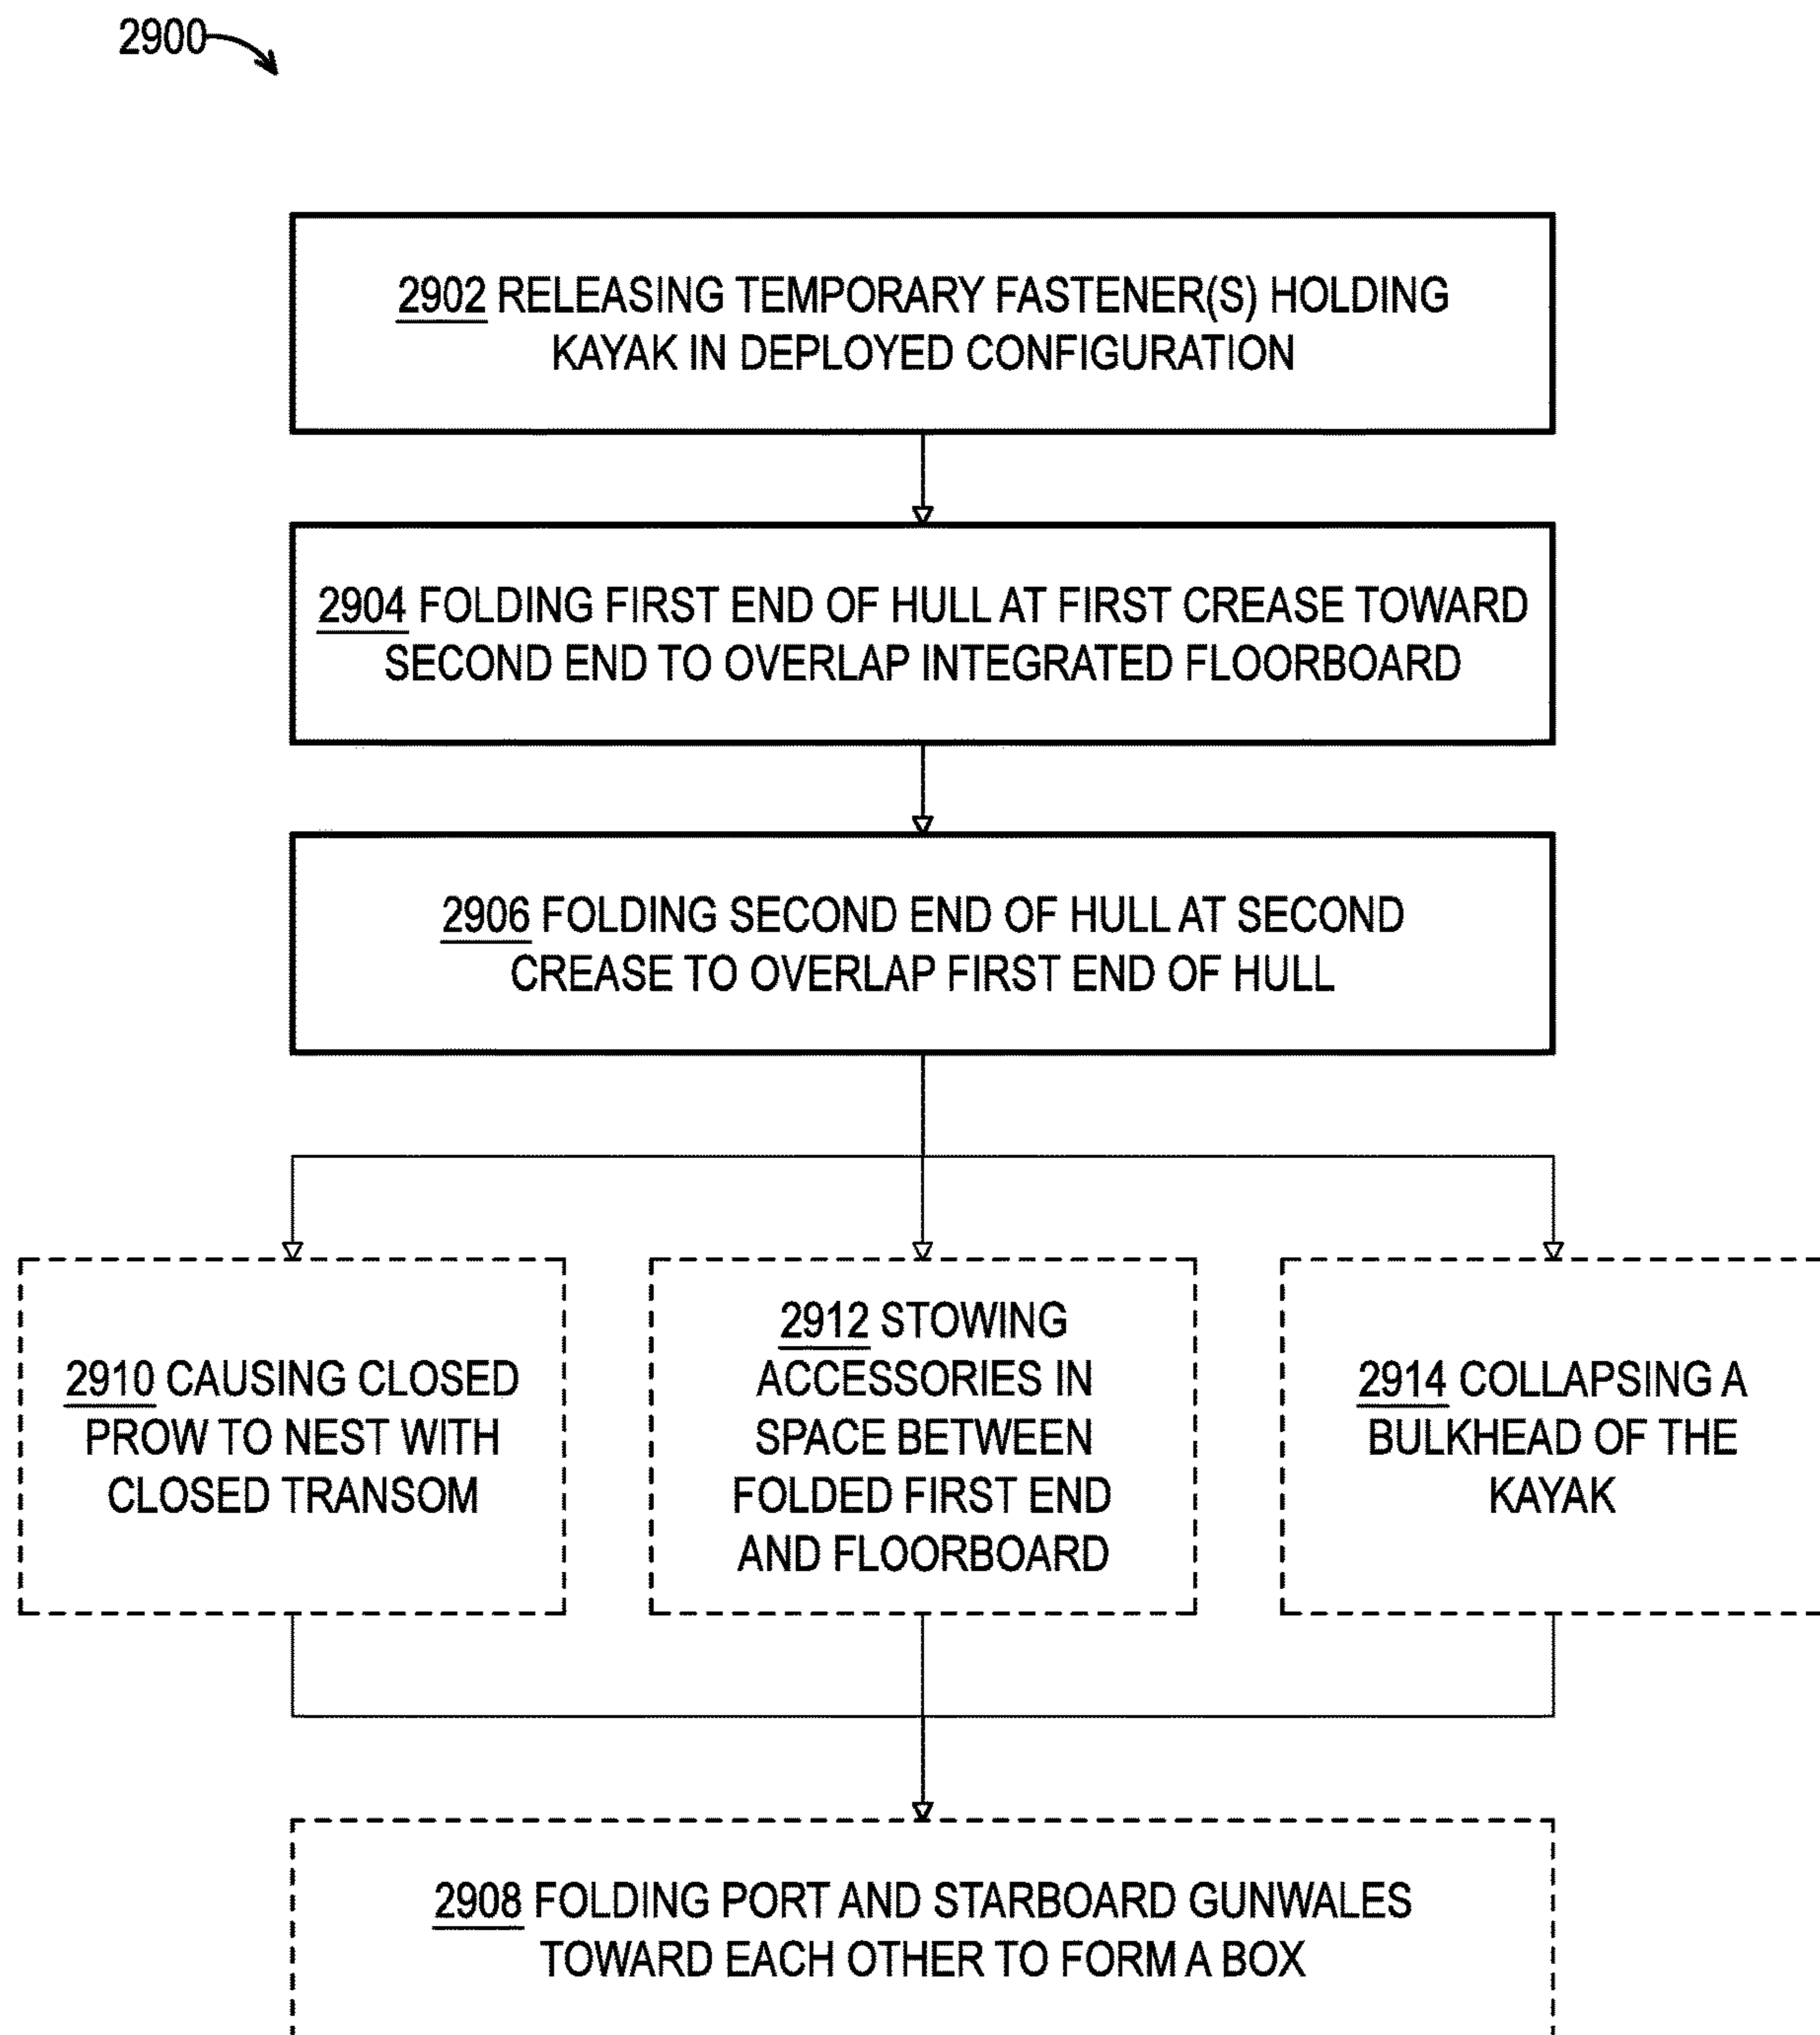 2900
2902 RELEASING TEMPORARY FASTENER(S) HOLDING
KAYAK IN DEPLOYED CONFIGURATION
2904 FOLDING FIRST END OF HULL AT FIRST CREASE TOWARD
SECOND END TO OVERLAP INTEGRATED FLOORBOARD
2906 FOLDING SECOND END OF HULL AT SECOND
CREASE TO OVERLAP FIRST END OF HULL
2910 CAUSING CLOSED
PROW TO NEST WITH
CLOSED TRANSOM
2912 STOWING
ACCESSORIES IN
SPACE BETWEEN
FOLDED FIRST END
AND FLOORBOARD
2914 COLLAPSING A
BULKHEAD OF THE
KAYAK
2908 FOLDING PORT AND STARBOARD GUNWALES
TOWARD EACH OTHER TO FORM A BOX